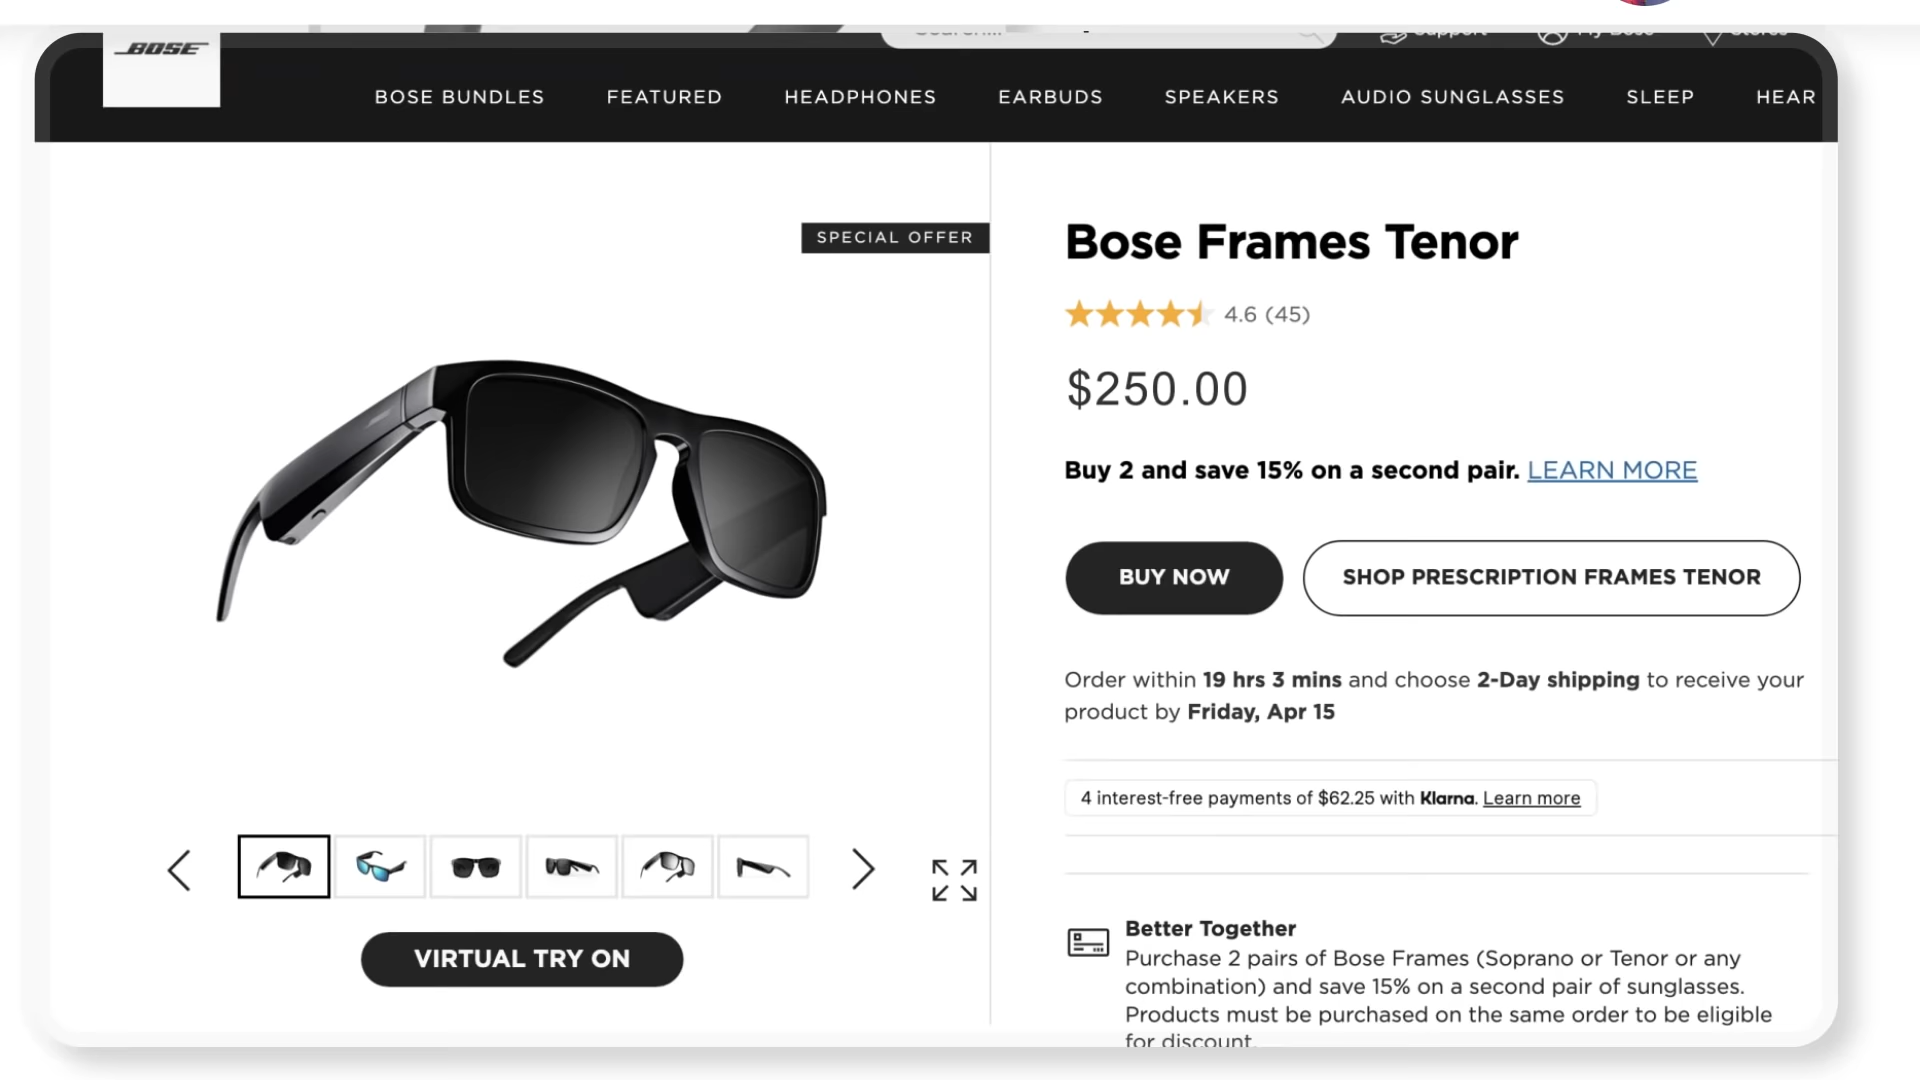 BOSE
Support
My Bose
Stores
BOSE BUNDLES FEATURED HEADPHONES EARBUDS SPEAKERS AUDIO SUNGLASSES SLEEP HEAR
SPECIAL OFFER
Bose Frames Tenor
4.6 (45)
$250.00
Buy 2 and save 15% on a second pair. LEARN MORE
BUY NOW
SHOP PRESCRIPTION FRAMES TENOR
Order within 19 hrs 3 mins and choose 2-Day shipping to receive your
product by Friday, Apr 15
4 interest-free payments of $62.25 with Klarna. Learn more
VIRTUAL TRY ON
Better Together
Purchase 2 pairs of Bose Frames (Soprano or Tenor or any
combination) and save 15% on a second pair of sunglasses.
Products must be purchased on the same order to be eligible
for discount.